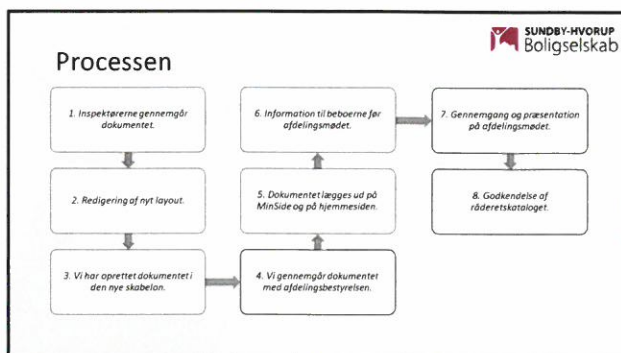 SUNDBY-HVORUP
Boligselskab
Processen
1. Inspektørerne gennemgår
dokumentet.
2. Redigering af nyt layout.
3. Vi har oprettet dokumentet i
den nye skabelon.
4. Vi gennemgår dokumentet
med afdelingsbestyrelsen.
5. Dokumentet lægges ud på
MinSide og på hjemmesiden.
6. Information til beboerne før
afdelingsmødet.
7. Gennemgang og præsentation
på afdelingsmødet.
8. Godkendelse af
råderetskataloget.